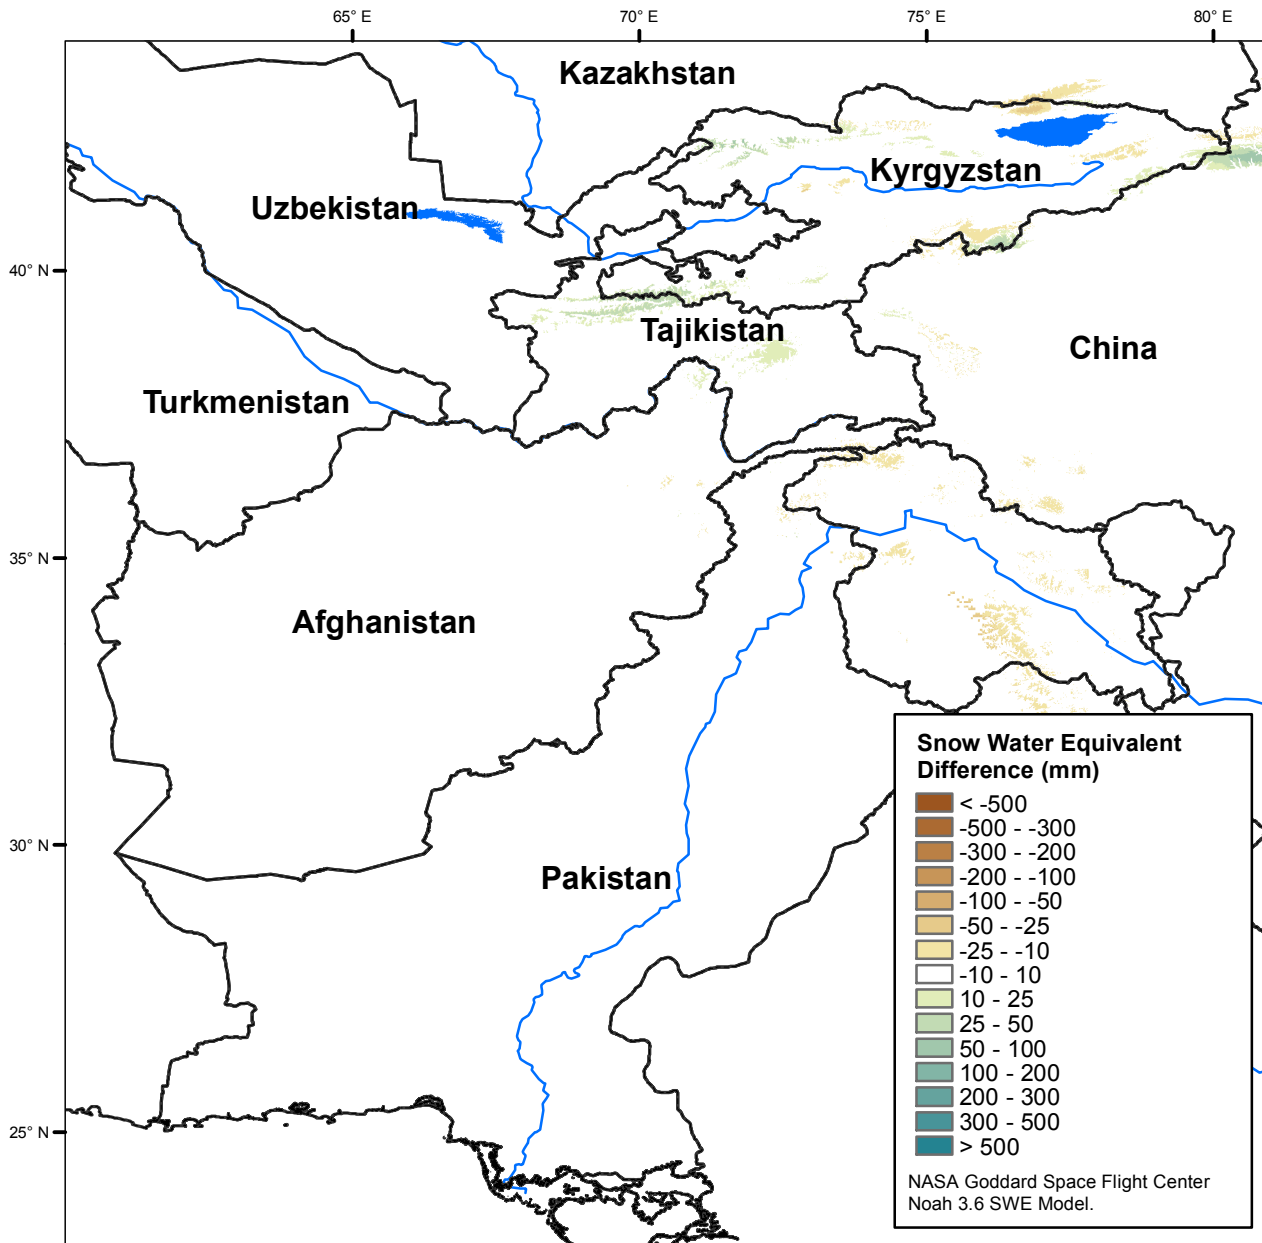 65° E
70° E
75° E
80° E
Kazakhstan
Kyrgyzstan
Uzbekistan
40° N
Tajikistan
China
Turkmenistan
35° N
Afghanistan
Snow Water Equivalent
Difference (mm)
< -500
-500 - -300
-300 - -200
-200 - -100
-100 - -50
-50 - -25
-25 - -10
-10 - 10
10 - 25
25 - 50
50 - 100
100 - 200
200 - 300
300 - 500
> 500
NASA Goddard Space Flight Center
Noah 3.6 SWE Model.
30° N
Pakistan
25° N